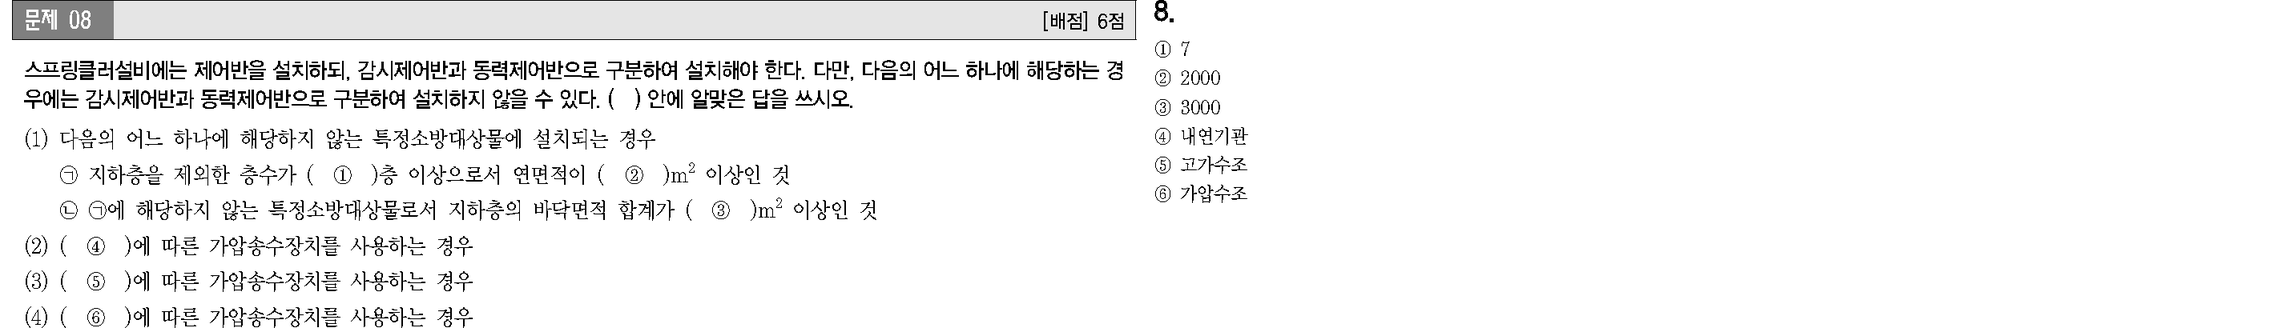 문제 08
[배점] 6점
스프링클러설비에는 제어반을 설치하되, 감시제어반과 동력제어반으로 구분하여 설치해야 한다. 다만, 다음의 어느 하나에 해당하는 경
우에는 감시제어반과 동력제어반으로 구분하여 설치하지 않을 수 있다. (   ) 안에 알맞은 답을 쓰시오.
(1) 다음의 어느 하나에 해당하지 않는 특정소방대상물에 설치되는 경우
㉠ 지하층을 제외한 층수가 ( ① )층 이상으로서 연면적이 ( ② )m² 이상인 것
㉡ ㉠에 해당하지 않는 특정소방대상물로서 지하층의 바닥면적 합계가 ( ③ )m² 이상인 것
(2) ( ④ )에 따른 가압송수장치를 사용하는 경우
(3) ( ⑤ )에 따른 가압송수장치를 사용하는 경우
(4) ( ⑥ )에 따른 가압송수장치를 사용하는 경우
8.
① 7
② 2000
③ 3000
④ 내연기관
⑤ 고가수조
⑥ 가압수조